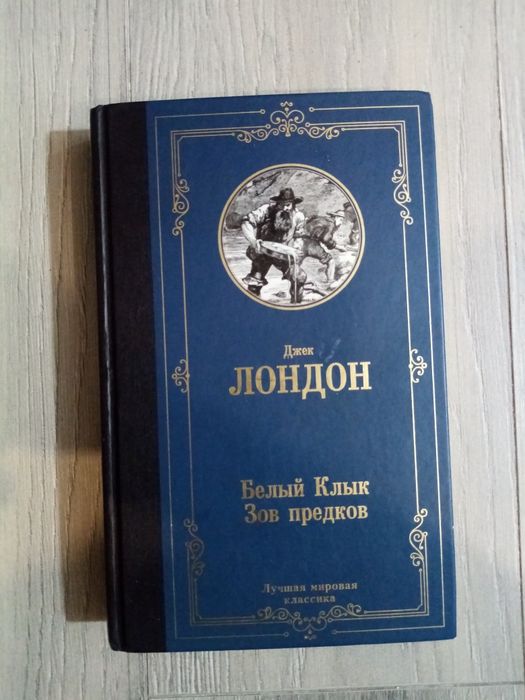 Джек
ЛОНДОН
Белый Клык
Зов предков
Лучшая мировая
классика